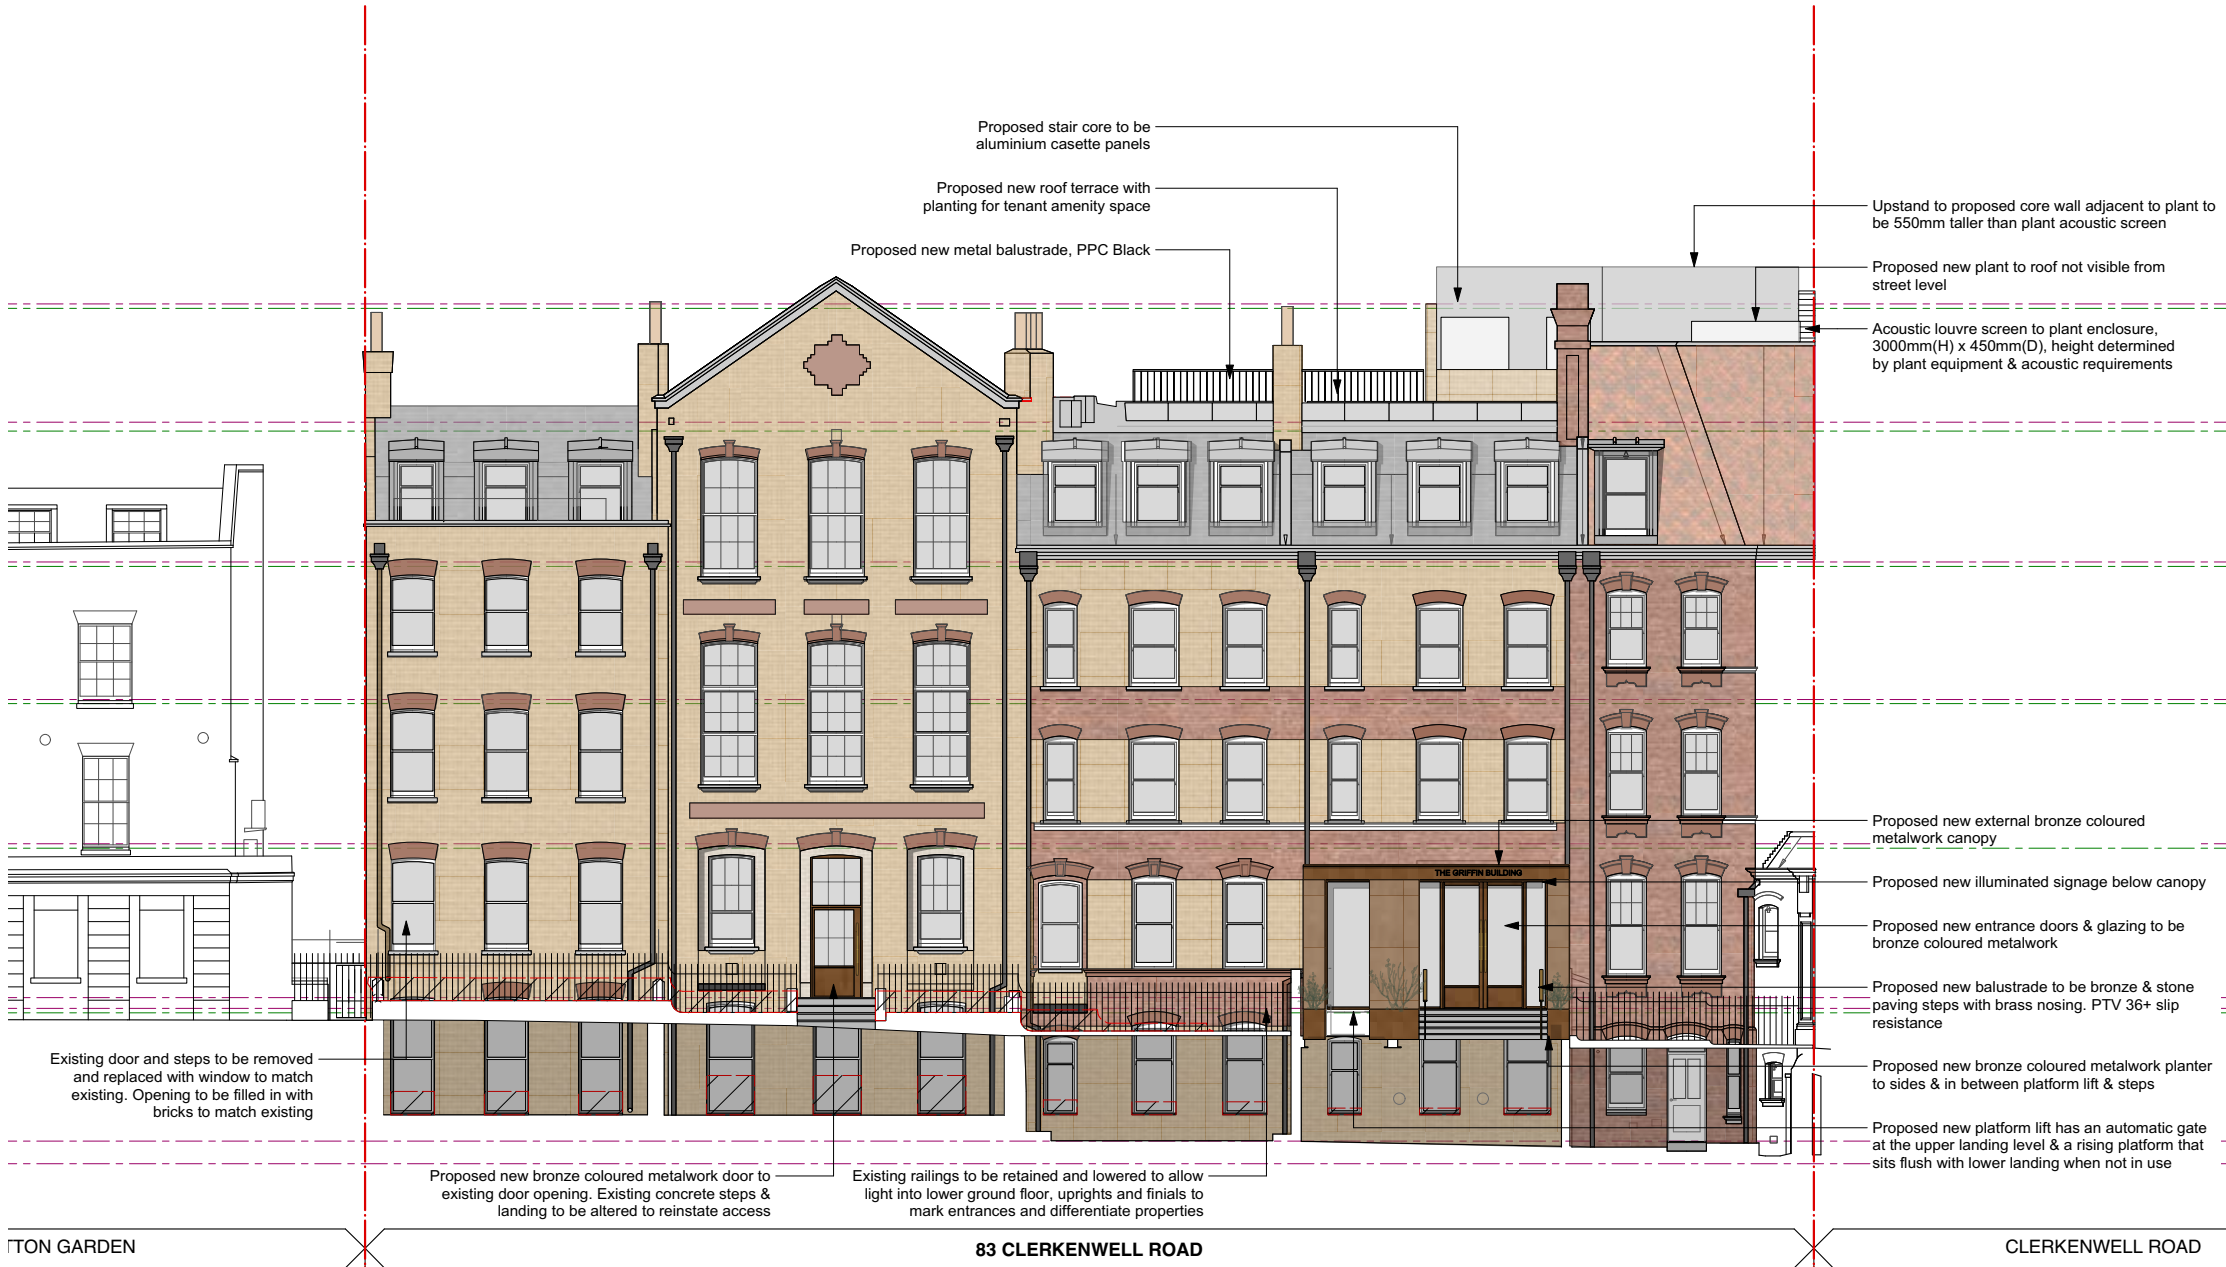 Proposed stair core to be
aluminium casette panels
Proposed new roof terrace with
planting for tenant amenity space
Proposed new metal balustrade, PPC Black
Upstand to proposed core wall adjacent to plant to
be 550mm taller than plant acoustic screen
Proposed new plant to roof not visible from
street level
Acoustic louvre screen to plant enclosure,
3000mm(H) x 450mm(D), height determined
by plant equipment & acoustic requirements
Proposed new external bronze coloured
metalwork canopy
THE GRIFFIN BUILDING
Proposed new illuminated signage below canopy
Proposed new entrance doors & glazing to be
bronze coloured metalwork
Proposed new balustrade to be bronze & stone
paving steps with brass nosing. PTV 36+ slip
resistance
Existing door and steps to be removed
and replaced with window to match
existing. Opening to be filled in with
bricks to match existing
Proposed new bronze coloured metalwork planter
to sides & in between platform lift & steps
Proposed new platform lift has an automatic gate
at the upper landing level & a rising platform that
sits flush with lower landing when not in use
Proposed new bronze coloured metalwork door to
existing door opening. Existing concrete steps &
landing to be altered to reinstate access
Existing railings to be retained and lowered to allow
light into lower ground floor, uprights and finials to
mark entrances and differentiate properties
TTON GARDEN
83 CLERKENWELL ROAD
CLERKENWELL ROAD